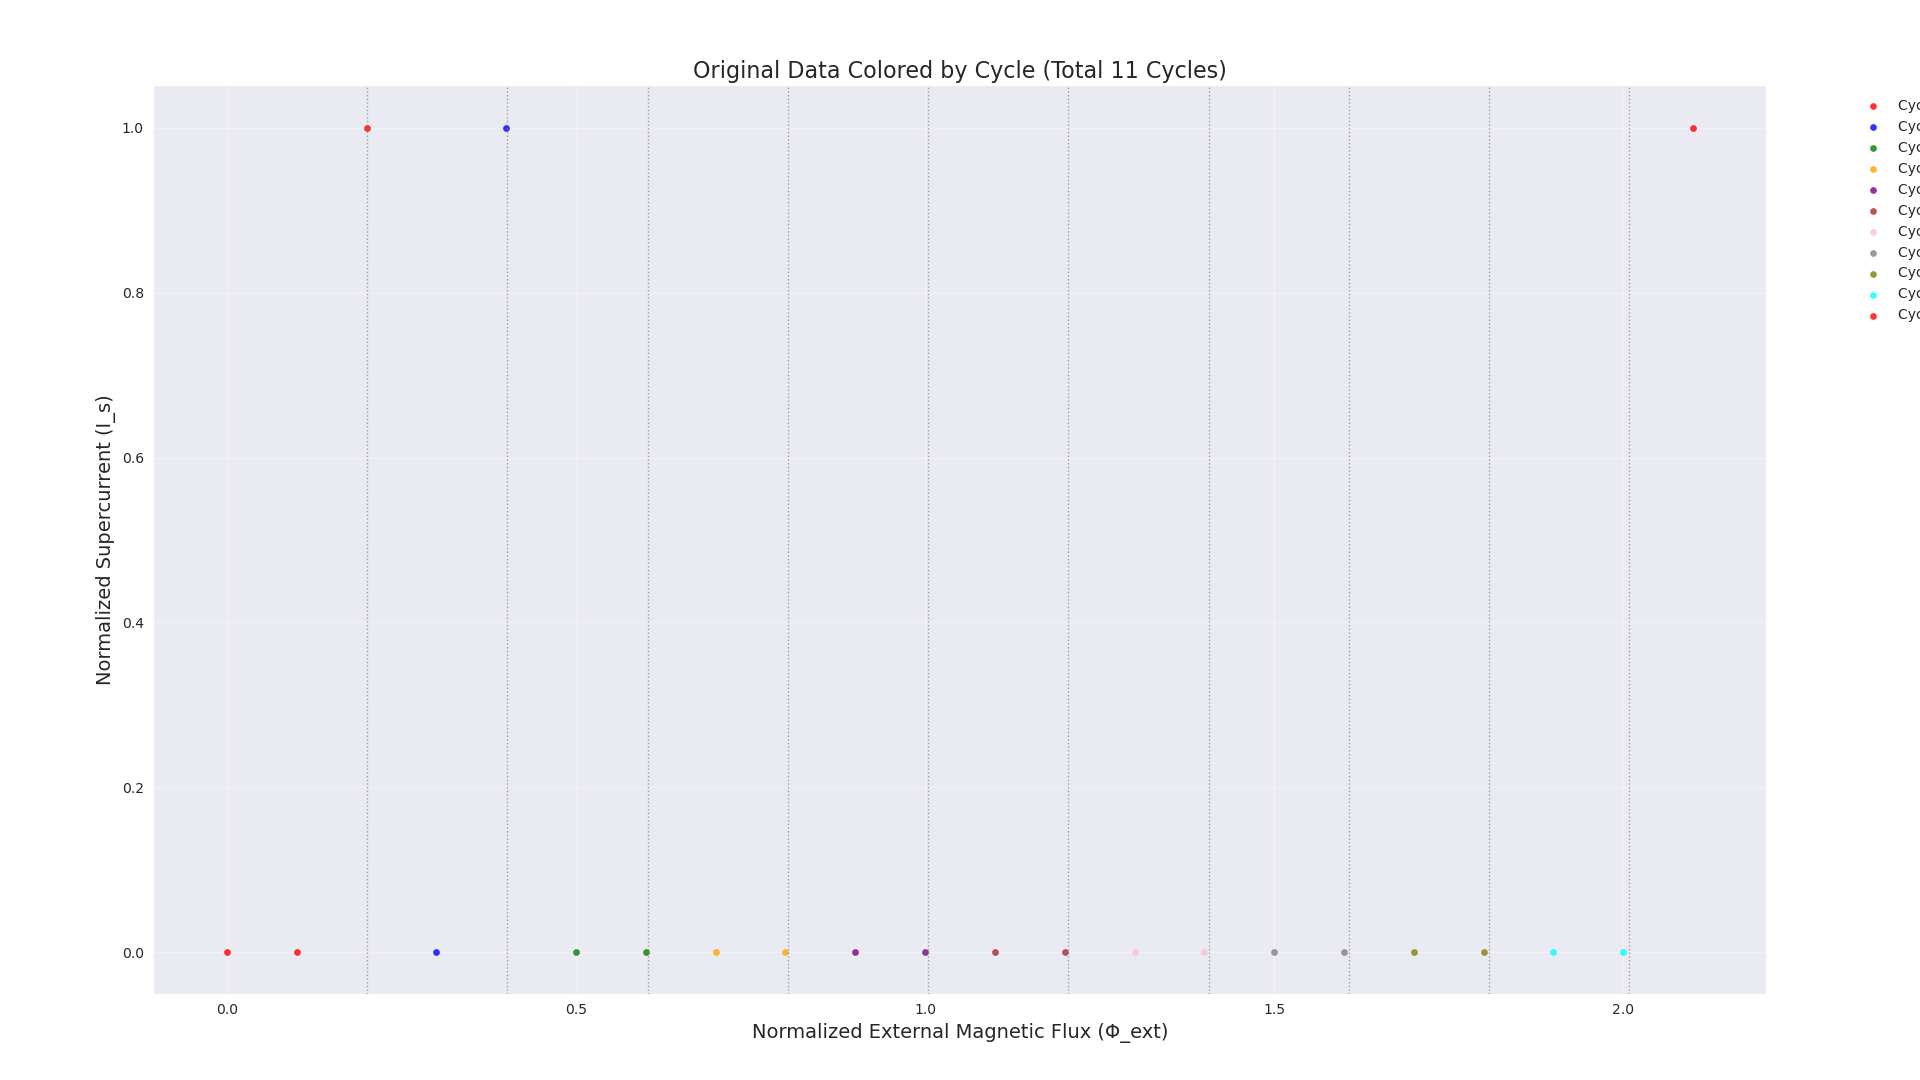 Original Data Colored by Cycle (Total 11 Cycles)
1.0
0.8
0.6
0.4
0.2
0.0
Normalized Supercurrent (I_s)
0.0 0.5 1.0 1.5 2.0
Normalized External Magnetic Flux (Φ_ext)
Cyc
Cyc
Cyc
Cyc
Cyc
Cyc
Cyc
Cyc
Cyc
Cyc
Cyc